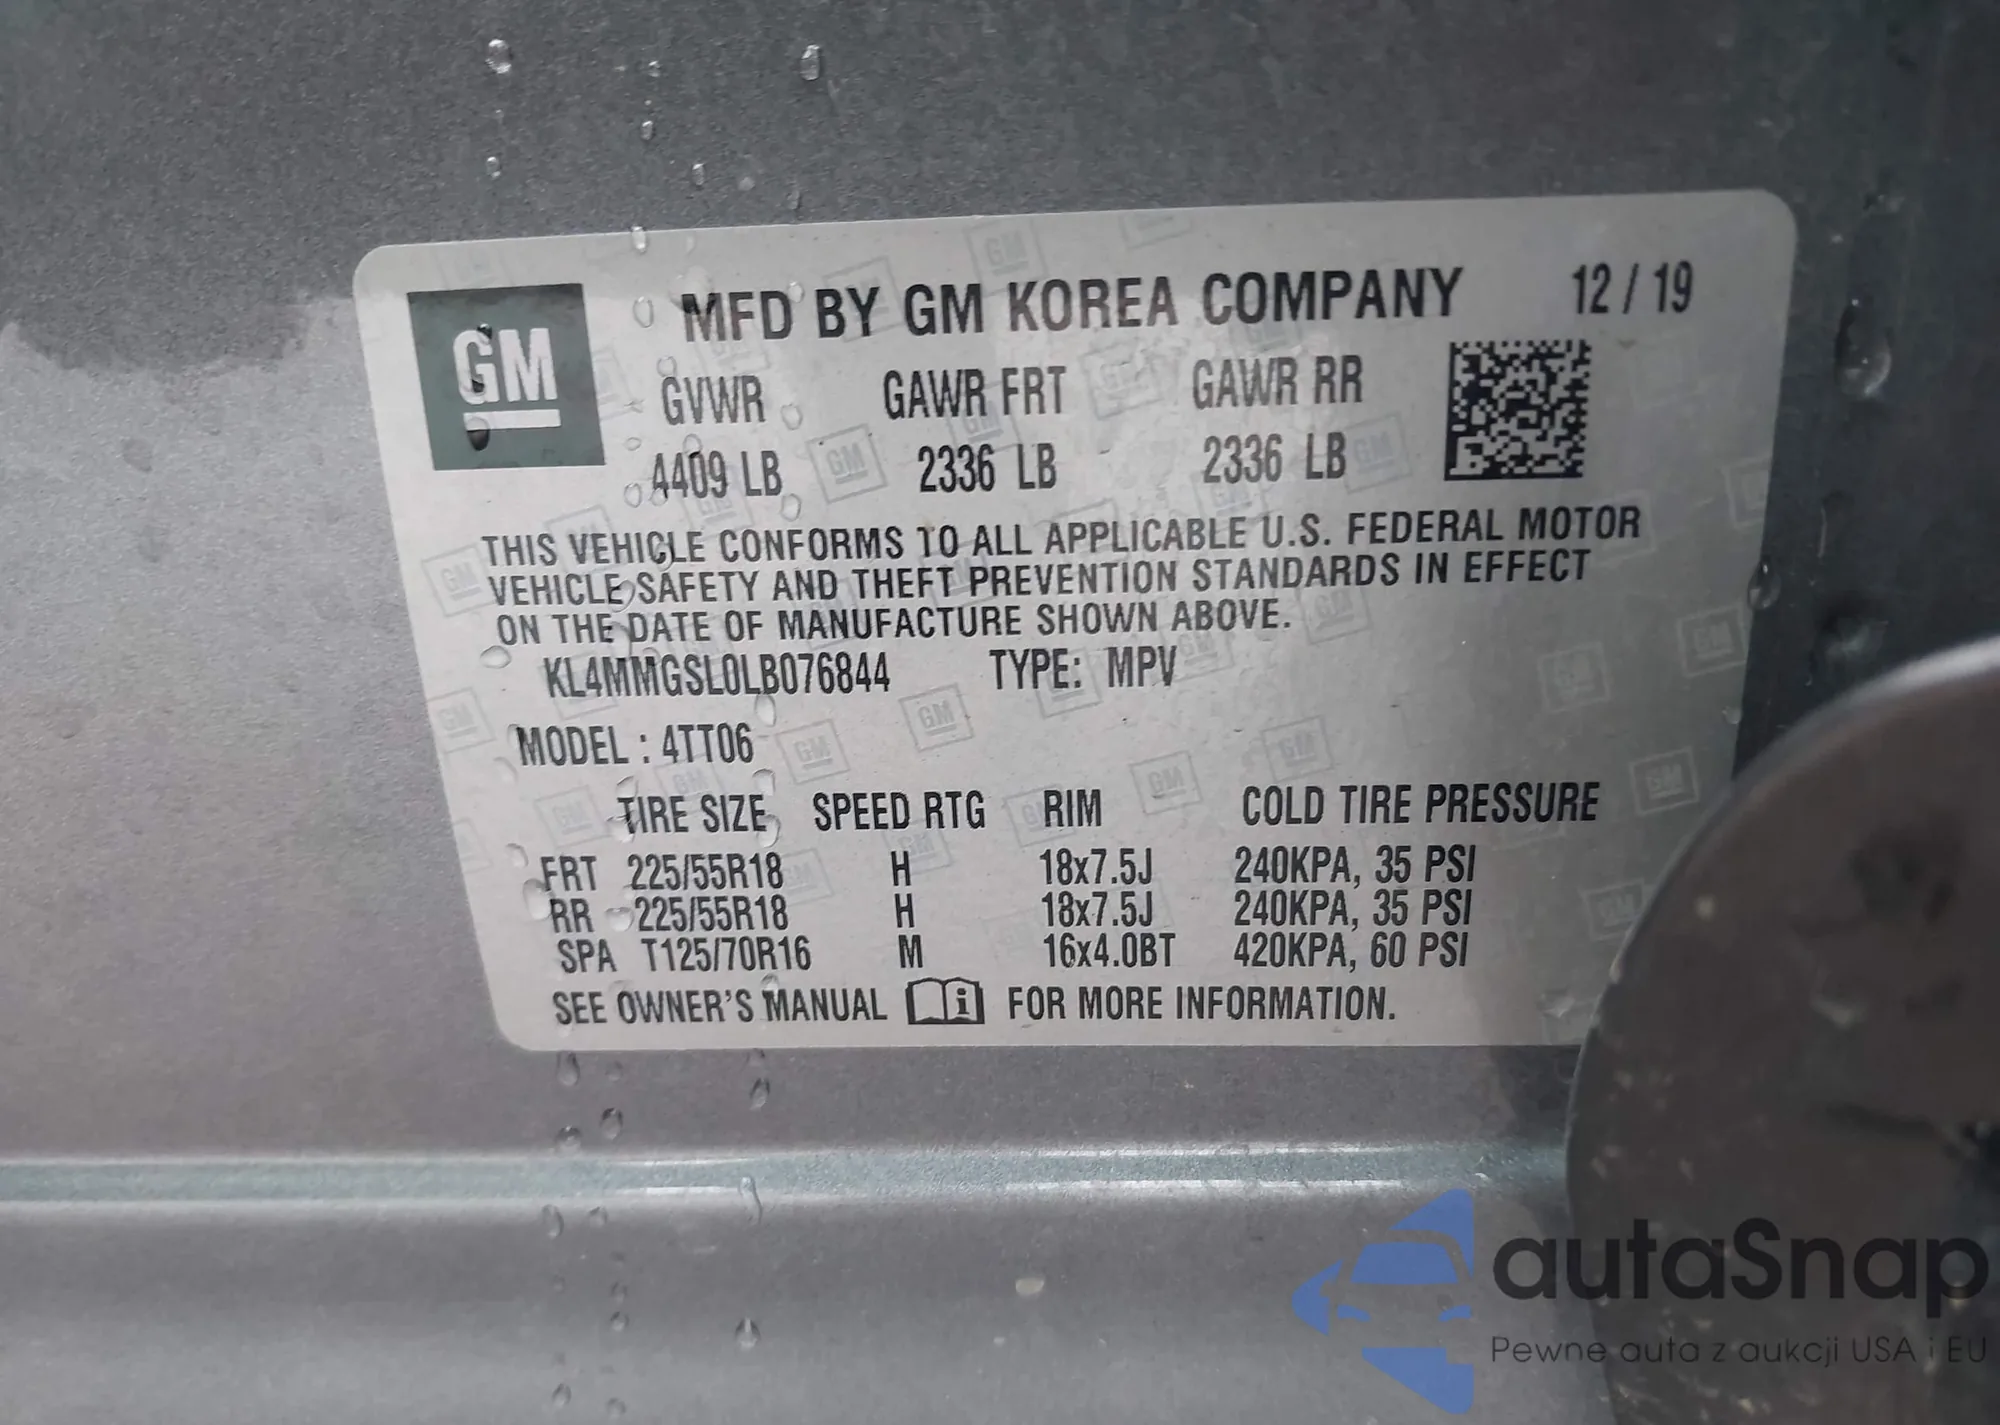 GM
MFD BY GM KOREA COMPANY 12 / 19
GVWR GAWR FRT GAWR RR
4409 LB 2336 LB 2336 LB
THIS VEHICLE CONFORMS TO ALL APPLICABLE U.S. FEDERAL MOTOR
VEHICLE SAFETY AND THEFT PREVENTION STANDARDS IN EFFECT
ON THE DATE OF MANUFACTURE SHOWN ABOVE.
KL4MMGSL0LB076844 TYPE: MPV
MODEL : 4TT06
TIRE SIZE SPEED RTG RIM COLD TIRE PRESSURE
FRT 225/55R18 H 18x7.5J 240KPA, 35 PSI
RR 225/55R18 H 18x7.5J 240KPA, 35 PSI
SPA T125/70R16 M 16x4.0BT 420KPA, 60 PSI
SEE OWNER'S MANUAL i FOR MORE INFORMATION.
autaSnap
Pewne auta z aukcji USA i EU